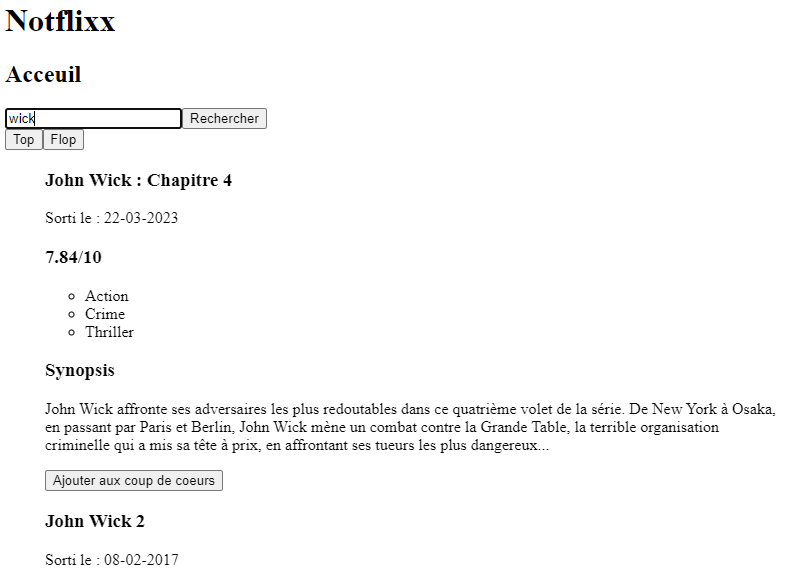 Notflixx
Acceuil
wick Rechercher
Top Flop
John Wick : Chapitre 4
Sorti le : 22-03-2023
7.84/10
Action
Crime
Thriller
Synopsis
John Wick affronte ses adversaires les plus redoutables dans ce quatrième volet de la série. De New York à Osaka,
en passant par Paris et Berlin, John Wick mène un combat contre la Grande Table, la terrible organisation
criminelle qui a mis sa tête à prix, en affrontant ses tueurs les plus dangereux...
Ajouter aux coup de coeurs
John Wick 2
Sorti le : 08-02-2017